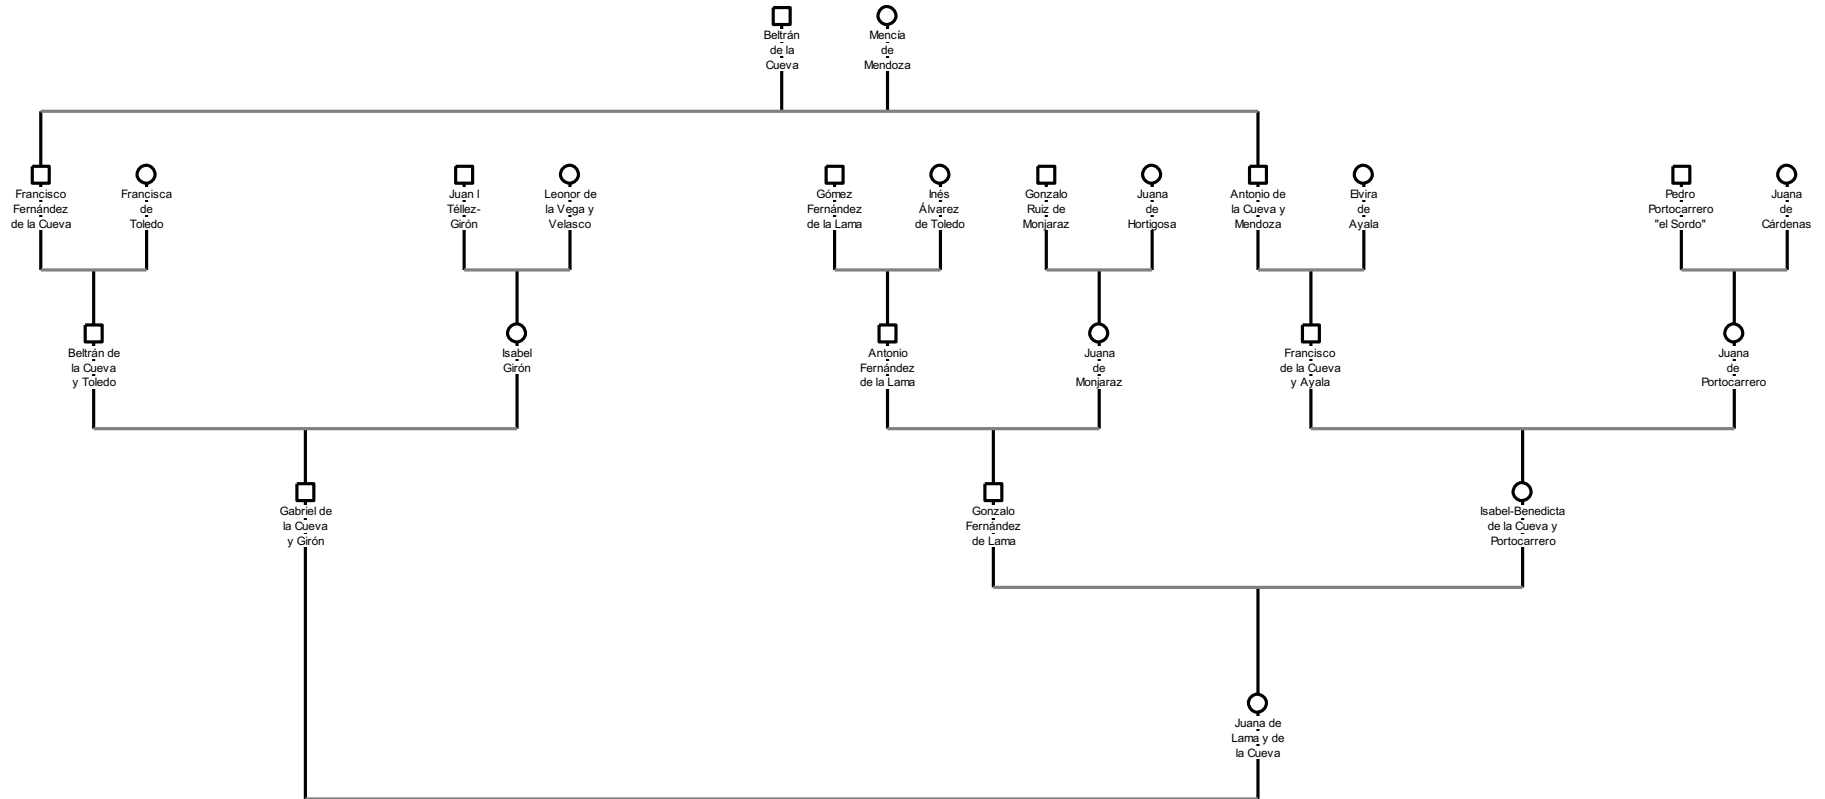 Beltrán
de la
Cueva
Mencía
de
Mendoza
Francisco
Fernández
de la Cueva
Francisca
de
Toledo
Juan I
Téllez-
Girón
Leonor de
la Vega y
Velasco
Gómez
Fernández
de la Lama
Inés
Álvarez
de Toledo
Gonzalo
Ruiz de
Monjaraz
Juana
de
Hortigosa
Antonio de
la Cueva y
Mendoza
Elvira
de
Ayala
Pedro
Portocarrero
"el Sordo"
Juana
de
Cárdenas
Beltrán de
la Cueva
y Toledo
Isabel
Girón
Antonio
Fernández
de la Lama
Juana
de
Monjaraz
Francisco
de la Cueva
y Ayala
Juana
de
Portocarrero
Gabriel de
la Cueva
y Girón
Gonzalo
Fernández
de Lama
Isabel-Benedicta
de la Cueva y
Portocarrero
Juana de
Lama y de
la Cueva